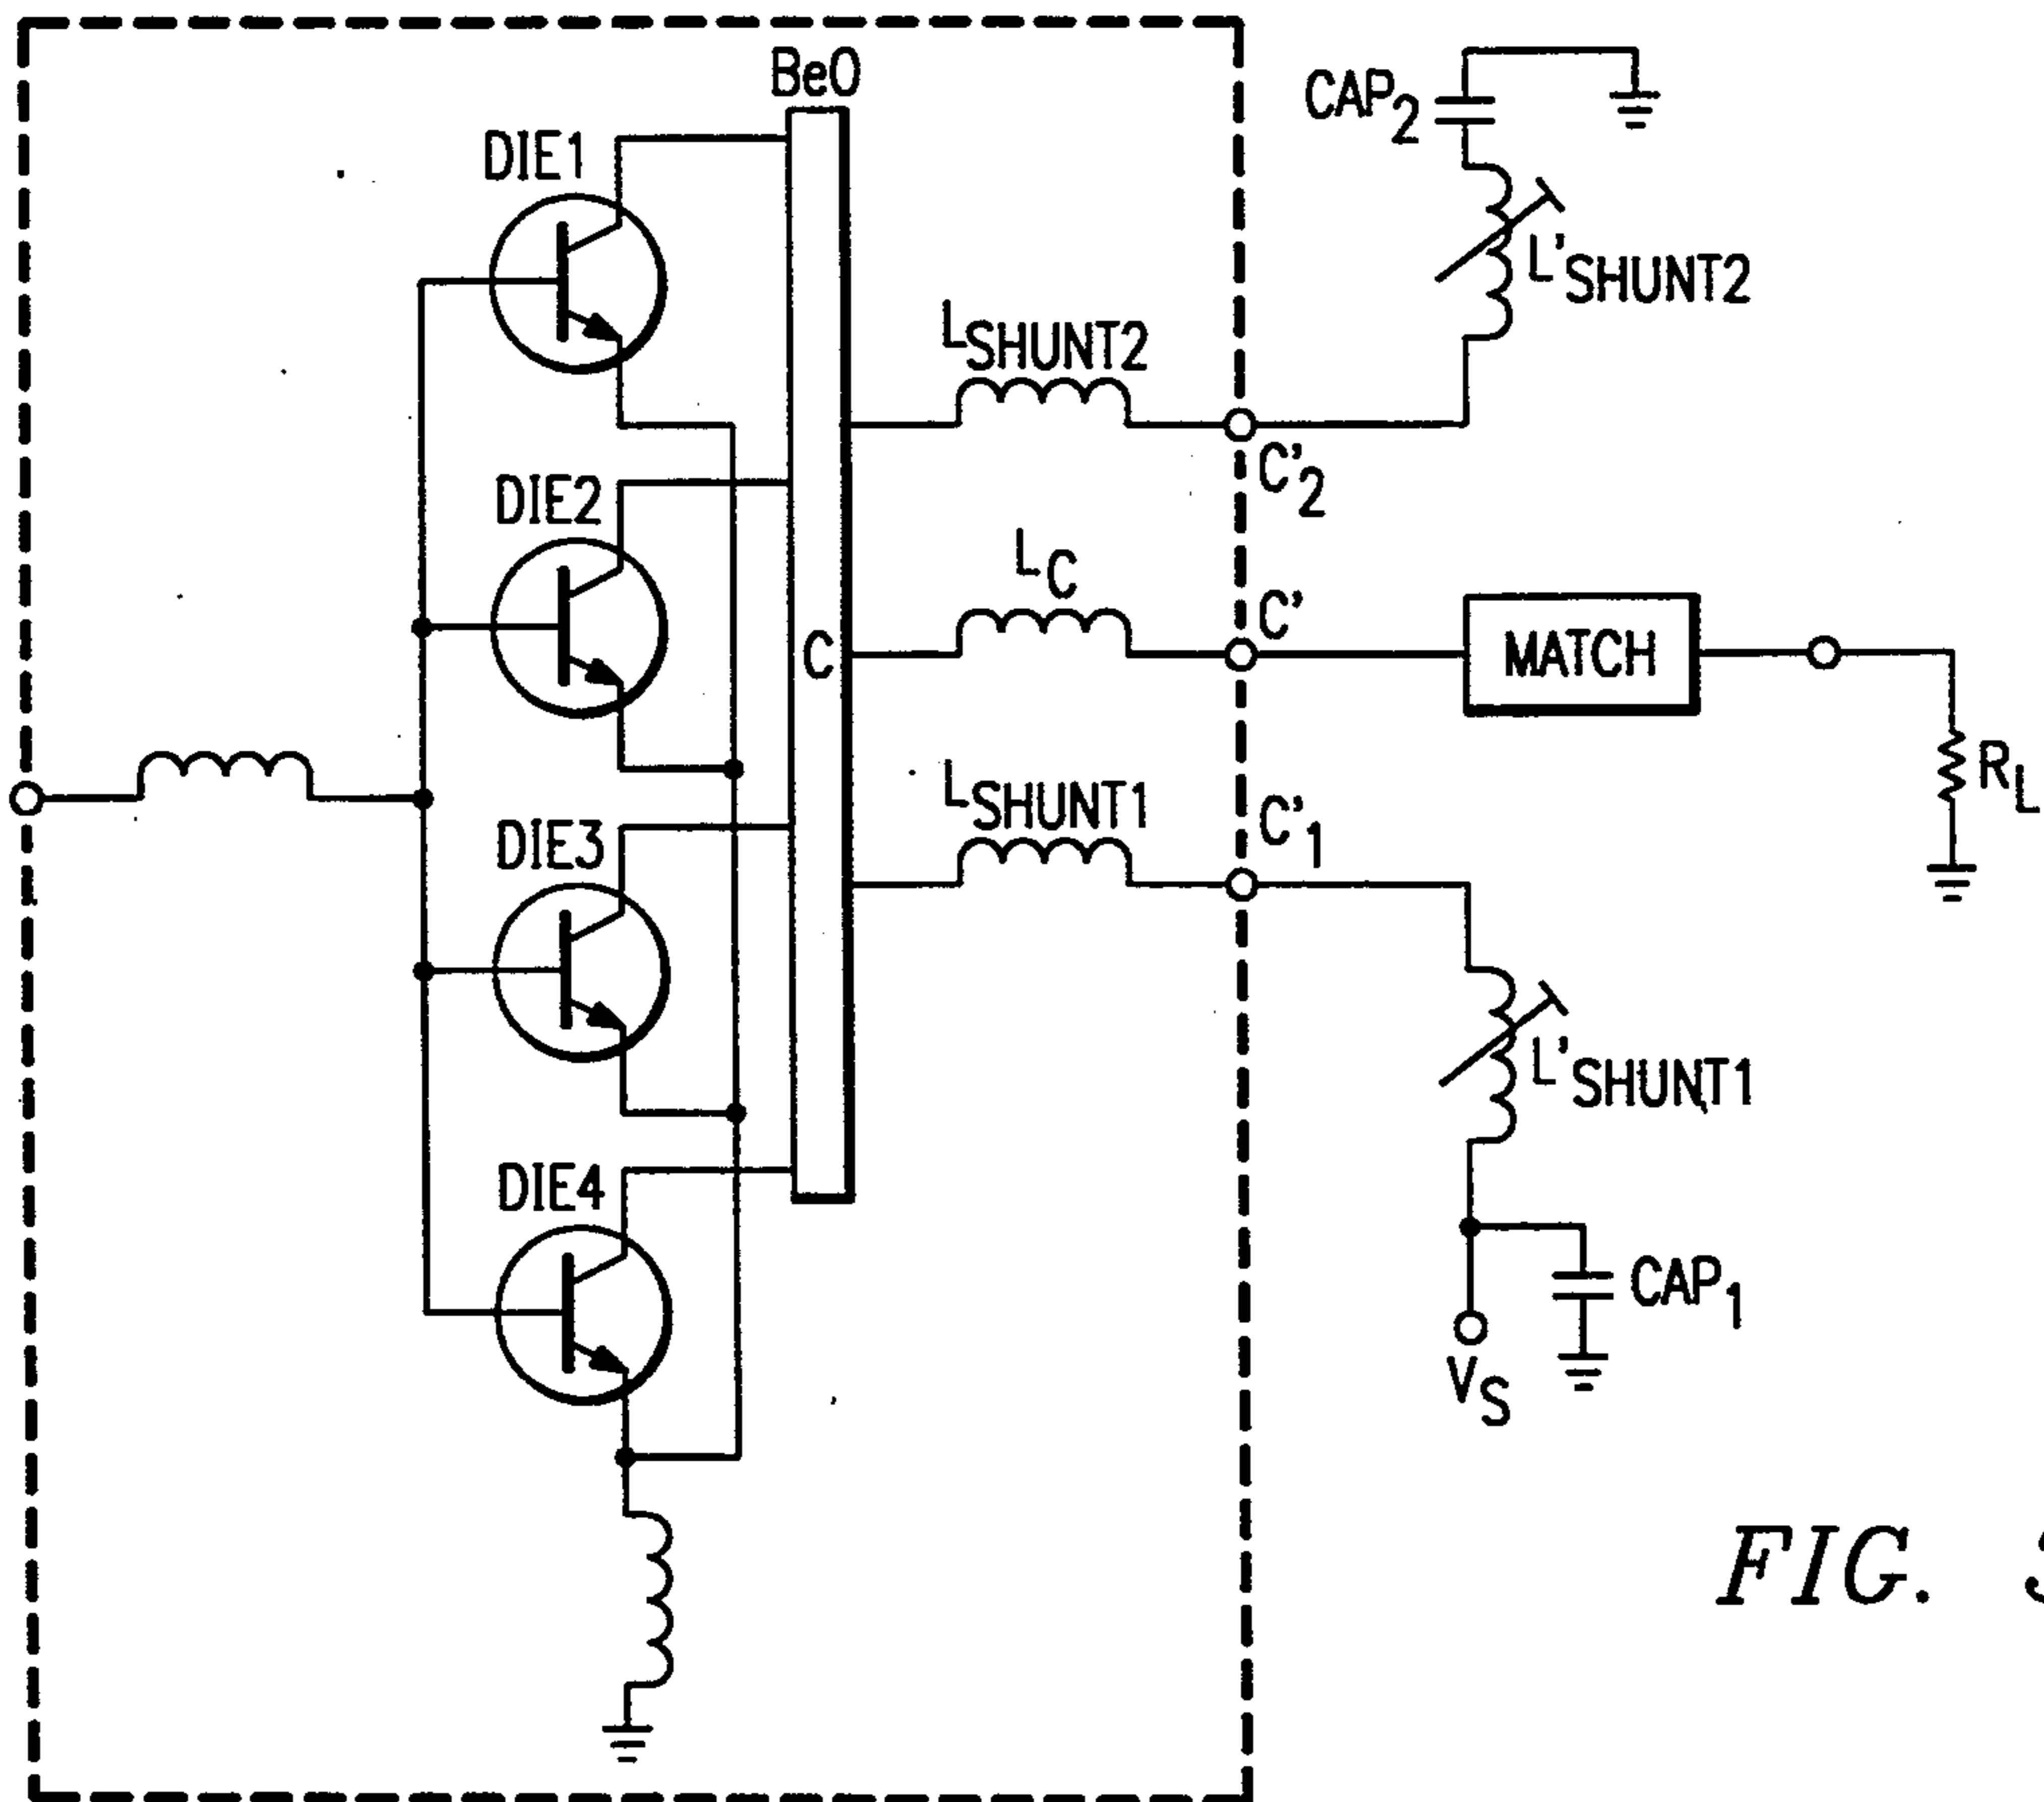 BeO
CAP2
DIE1
L'SHUNT2
LSHUNT2
C'2
DIE2
LC
C'
C
MATCH
RL
LSHUNT1
C'1
DIE3
L'SHUNT1
DIE4
CAP1
VS
FIG.